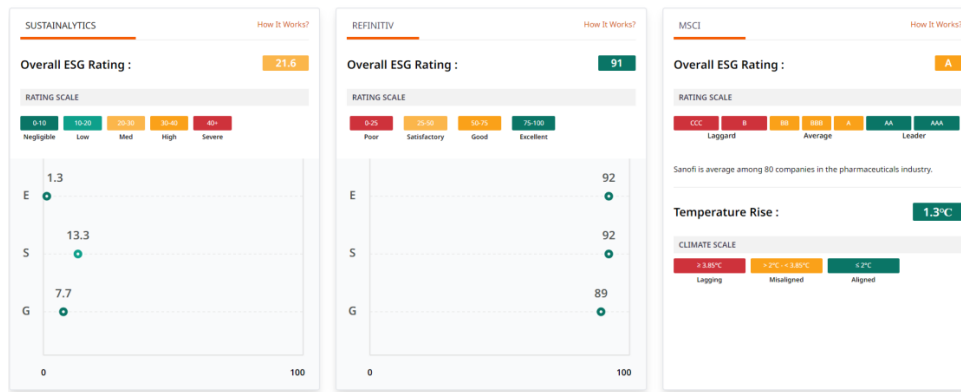 SUSTAINALYTICS How It Works?
Overall ESG Rating : 21.6
RATING SCALE
0-10 10-20 20-30 30-40 40+
Negligible Low Med High Severe
E 1.3
S 13.3
G 7.7
0 100
REFINITIV How It Works?
Overall ESG Rating : 91
RATING SCALE
0-25 25-50 50-75 75-100
Poor Satisfactory Good Excellent
E 92
S 92
G 89
0 100
MSCI How It Works?
Overall ESG Rating : A
RATING SCALE
CCC B BB BBB A AA AAA
Laggard Average Leader
Sanofi is average among 80 companies in the pharmaceuticals industry.
Temperature Rise : 1.3°C
CLIMATE SCALE
≥ 3.85°C > 2°C - < 3.85°C ≤ 2°C
Lagging Misaligned Aligned